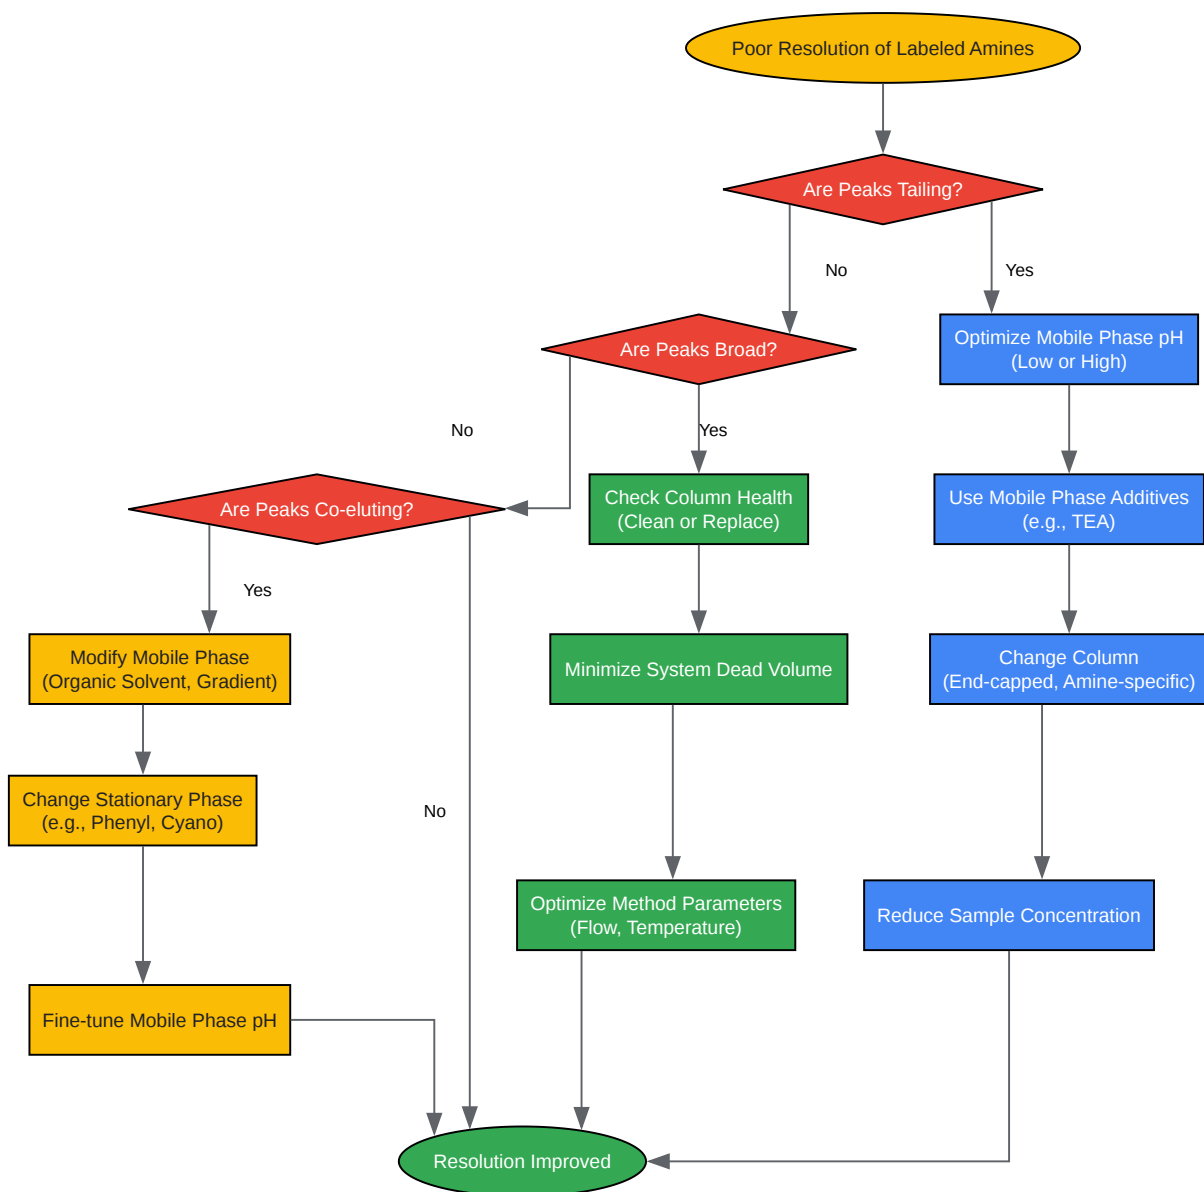 Poor Resolution of Labeled Amines
Are Peaks Tailing?
No
Yes
Are Peaks Broad?
Optimize Mobile Phase pH
(Low or High)
No
Yes
Are Peaks Co-eluting?
Check Column Health
(Clean or Replace)
Use Mobile Phase Additives
(e.g., TEA)
Yes
Modify Mobile Phase
(Organic Solvent, Gradient)
Minimize System Dead Volume
Change Column
(End-capped, Amine-specific)
Change Stationary Phase
(e.g., Phenyl, Cyano)
No
Optimize Method Parameters
(Flow, Temperature)
Reduce Sample Concentration
Fine-tune Mobile Phase pH
Resolution Improved